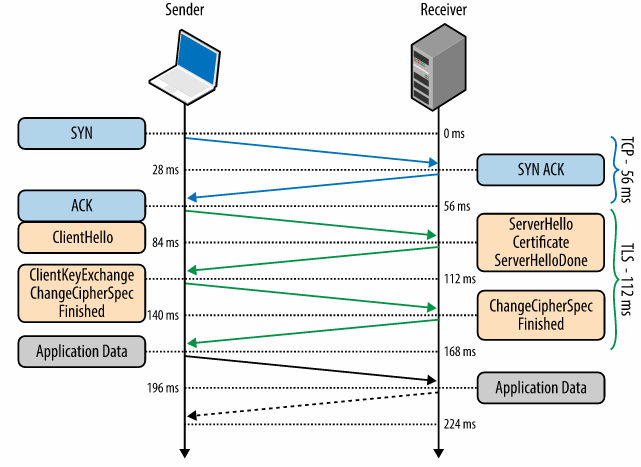 Sender
Receiver
SYN
0 ms
28 ms
SYN ACK
TCP - 56 ms
ACK
56 ms
ClientHello
84 ms
ServerHello
Certificate
ServerHelloDone
TLS - 112 ms
ClientKeyExchange
ChangeCipherSpec
Finished
112 ms
140 ms
ChangeCipherSpec
Finished
Application Data
168 ms
196 ms
Application Data
224 ms